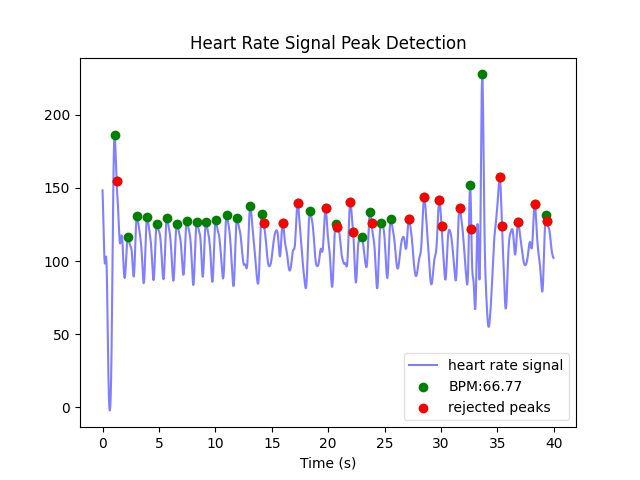 Heart Rate Signal Peak Detection
200
150
100
50
0
heart rate signal
BPM:66.77
rejected peaks
0 5 10 15 20 25 30 35 40
Time (s)